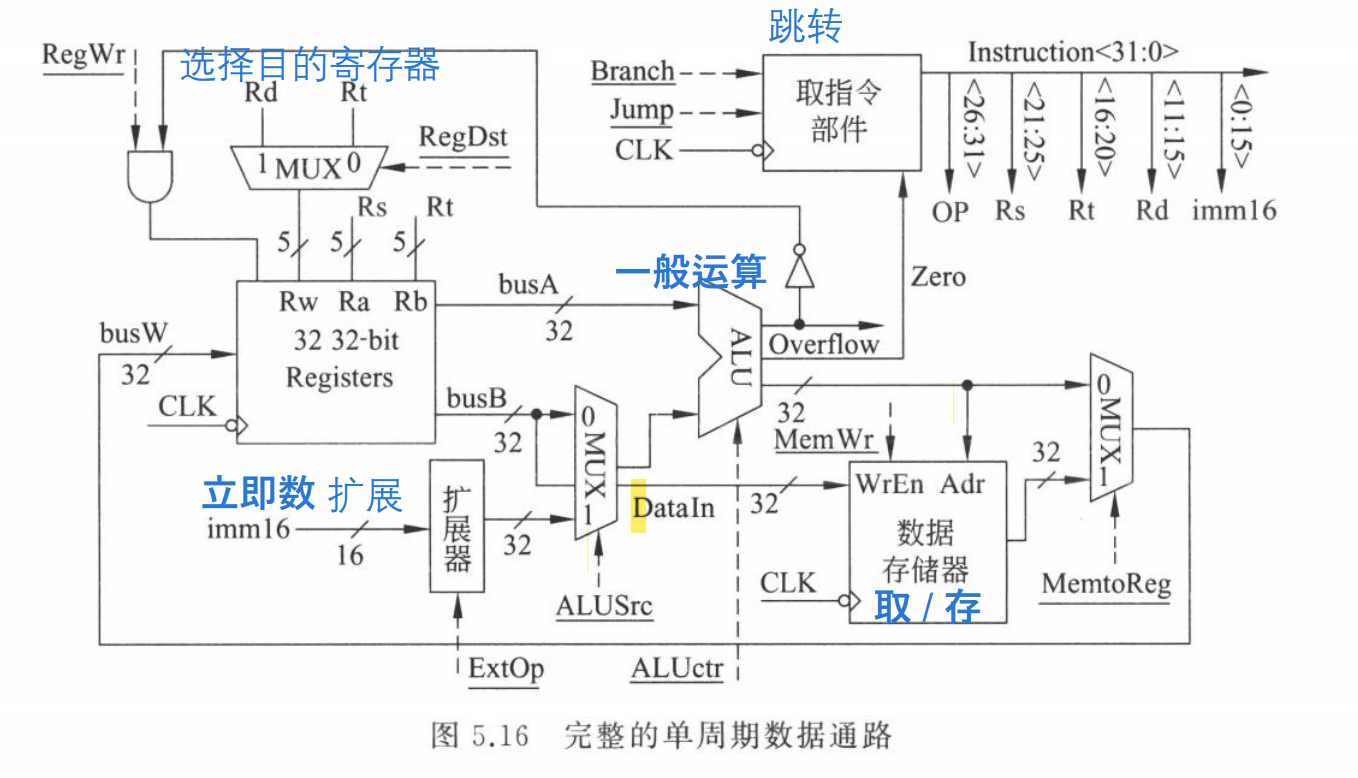 跳转
RegWr
选择目的寄存器
Instruction<31:0>
Rd
Rt
Branch
取指令
部件
Jump
CLK
<26:31>
<21:25>
<16:20>
<11:15>
<0:15>
RegDst
1 MUX 0
OP
Rs
Rt
Rd
imm16
Rs
Rt
5
5
5
一般运算
Zero
busA
32
Rw
Ra
Rb
32 32-bit
Registers
busW
32
CLK
ALU
Overflow
busB
32
0
MUX
1
32
MemWr
0
MUX
1
立即数 扩展
imm16
16
扩展器
32
DataIn
32
WrEn
Adr
数据
存储器
32
CLK
取 / 存
MemtoReg
ALUSrc
ExtOp
ALUctr
图 5.16 完整的单周期数据通路